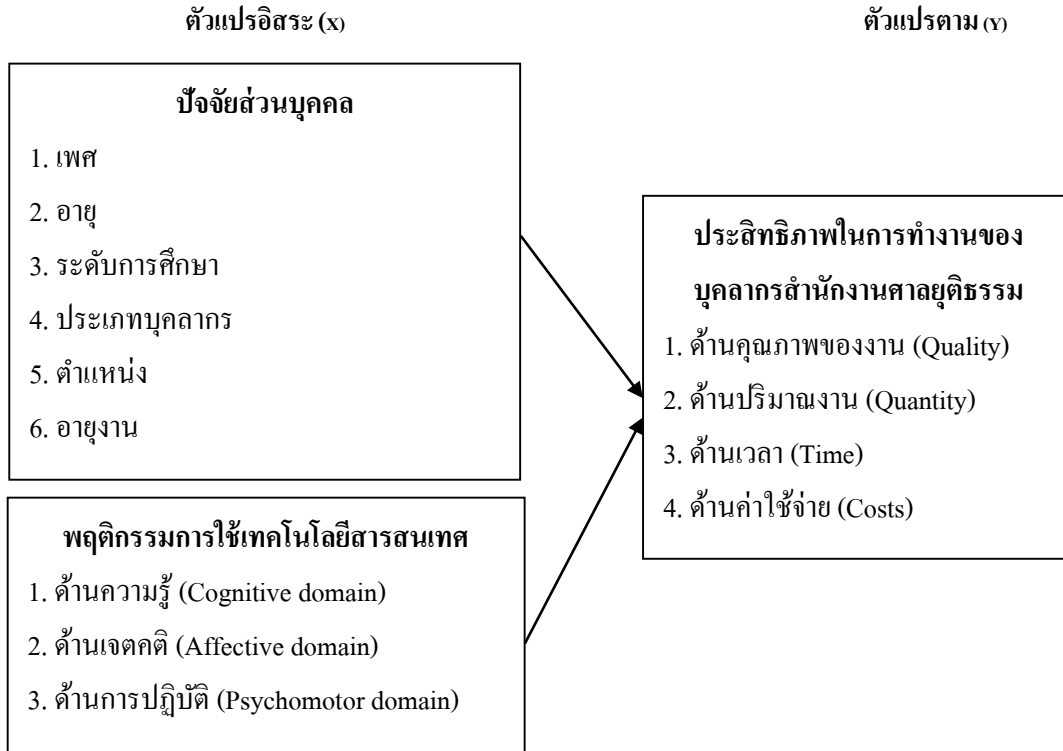 ตัวแปรอิสระ (X)
ตัวแปรตาม (Y)
ปัจจัยส่วนบุคคล
1. เพศ
2. อายุ
3. ระดับการศึกษา
4. ประเภทบุคลากร
5. ตำแหน่ง
6. อายุงาน
พฤติกรรมการใช้เทคโนโลยีสารสนเทศ
1. ด้านความรู้ (Cognitive domain)
2. ด้านเจตคติ (Affective domain)
3. ด้านการปฏิบัติ (Psychomotor domain)
ประสิทธิภาพในการทำงานของ
บุคลากรสำนักงานศาลยุติธรรม
1. ด้านคุณภาพของงาน (Quality)
2. ด้านปริมาณงาน (Quantity)
3. ด้านเวลา (Time)
4. ด้านค่าใช้จ่าย (Costs)